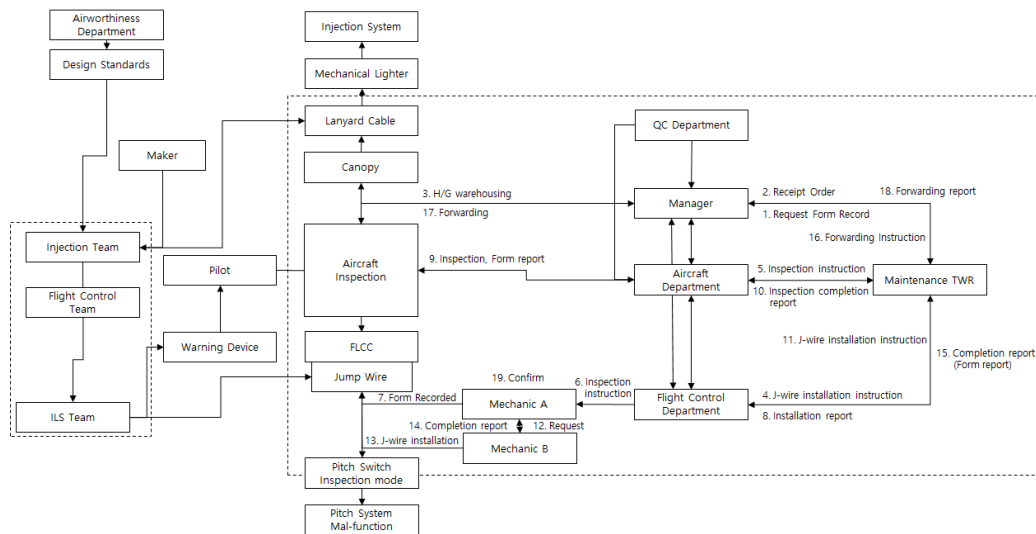 Airworthiness
Department
Design Standards
Maker
Injection Team
Flight Control
Team
ILS Team
Pilot
Warning Device
Injection System
Mechanical Lighter
Lanyard Cable
Canopy
3. H/G warehousing
17. Forwarding
Aircraft
Inspection
9. Inspection, Form report
FLCC
Jump Wire
7. Form Recorded
14. Completion report
13. J-wire installation
Pitch Switch
Inspection mode
Pitch System
Mal-function
19. Confirm
Mechanic A
12. Request
Mechanic B
6. Inspection
instruction
QC Department
Manager
2. Receipt Order
18. Forwarding report
1. Request Form Record
16. Forwarding Instruction
Aircraft
Department
5. Inspection instruction
10. Inspection completion
report
Maintenance TWR
11. J-wire installation instruction
15. Completion report
(Form report)
Flight Control
Department
4. J-wire installation instruction
8. Installation report